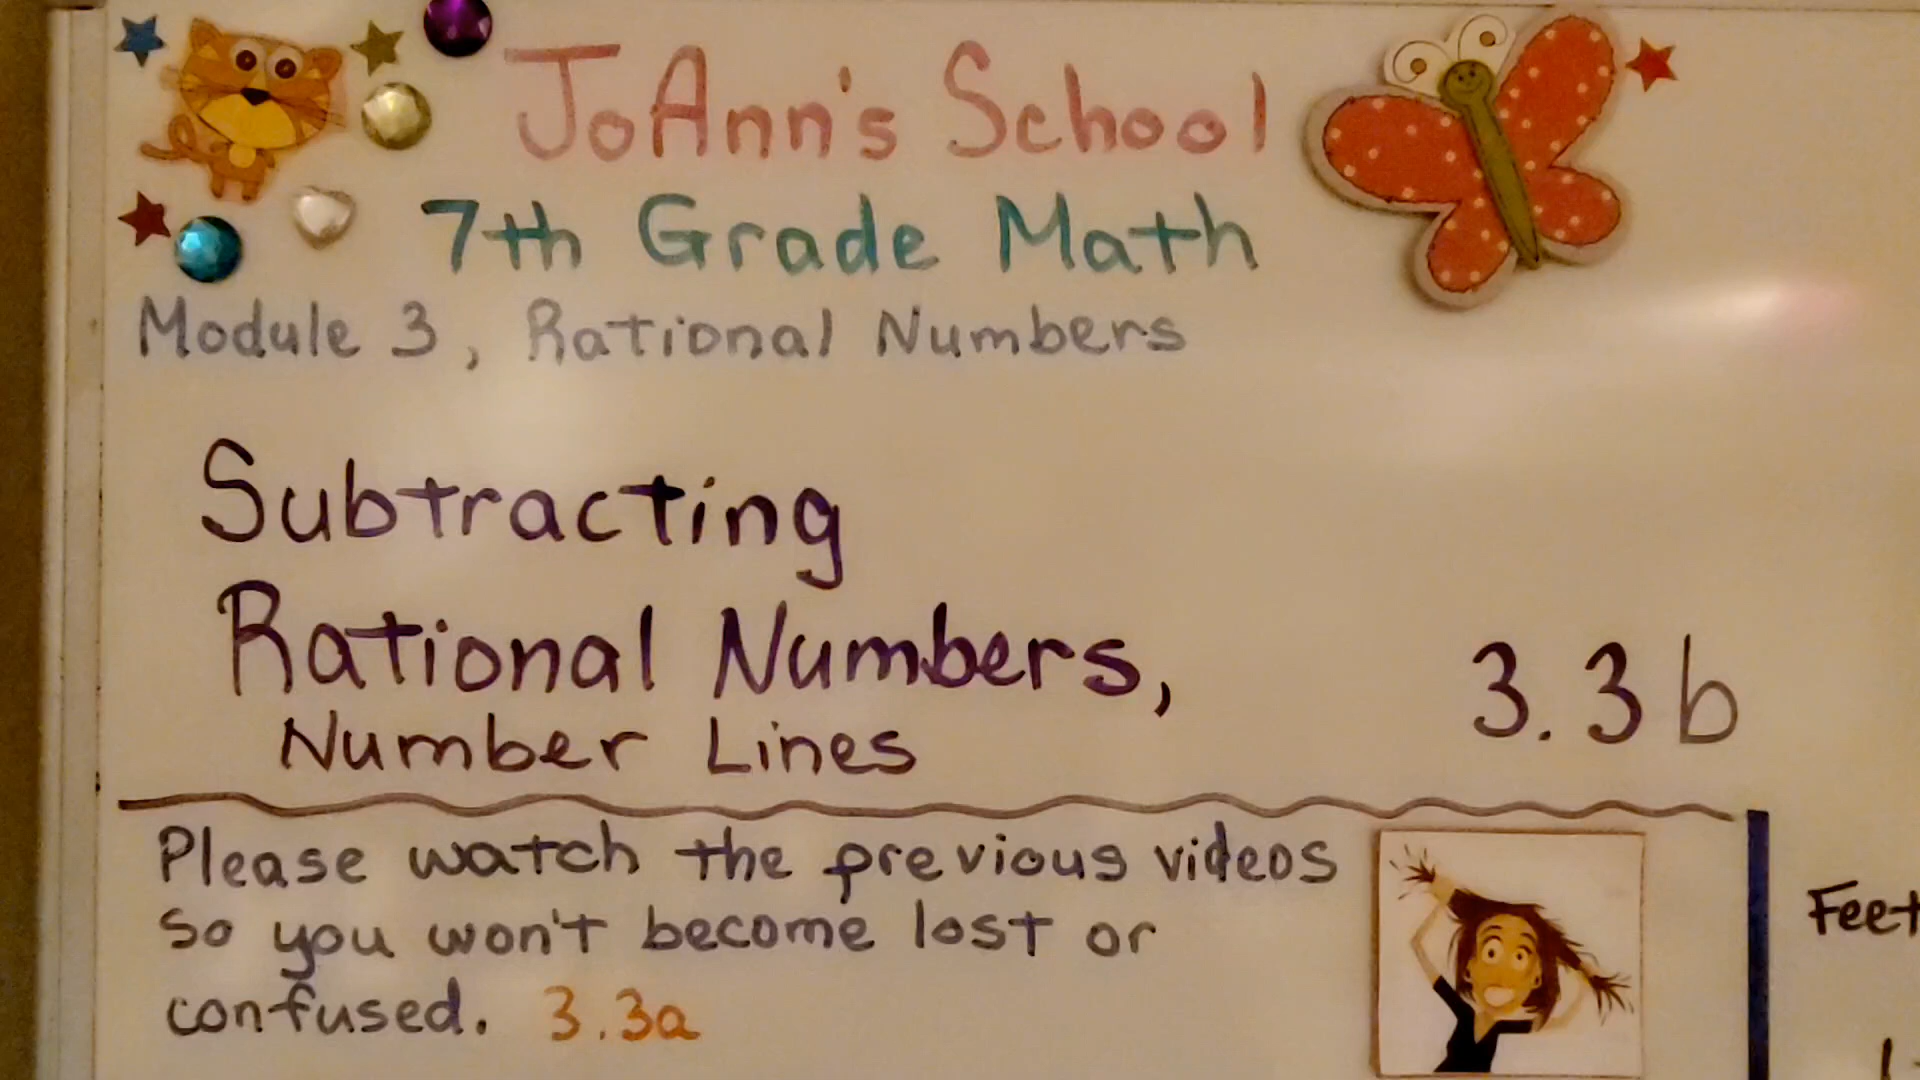 JoAnn's School
7th Grade Math
Module 3, Rational Numbers
Subtracting
Rational Numbers,
Number Lines
3.3b
Please watch the previous videos
so you won't become lost or
confused. 3.3a
Feet